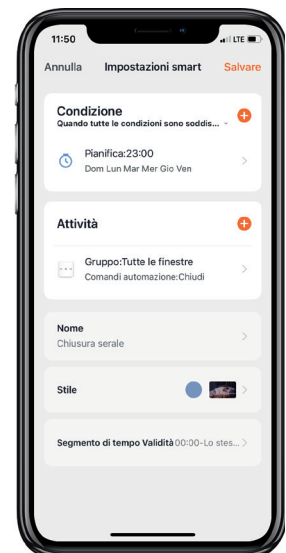 11:50
LTE
Annulla Impostazioni smart Salvare
Condizione
Quando tutte le condizioni sono soddis...
Pianifica:23:00
Dom Lun Mar Mer Gio Ven
Attività
Gruppo:Tutte le finestre
Comandi automazione:Chiudi
Nome
Chiusura serale
Stile
Segmento di tempo Validità 00:00-Lo stes...